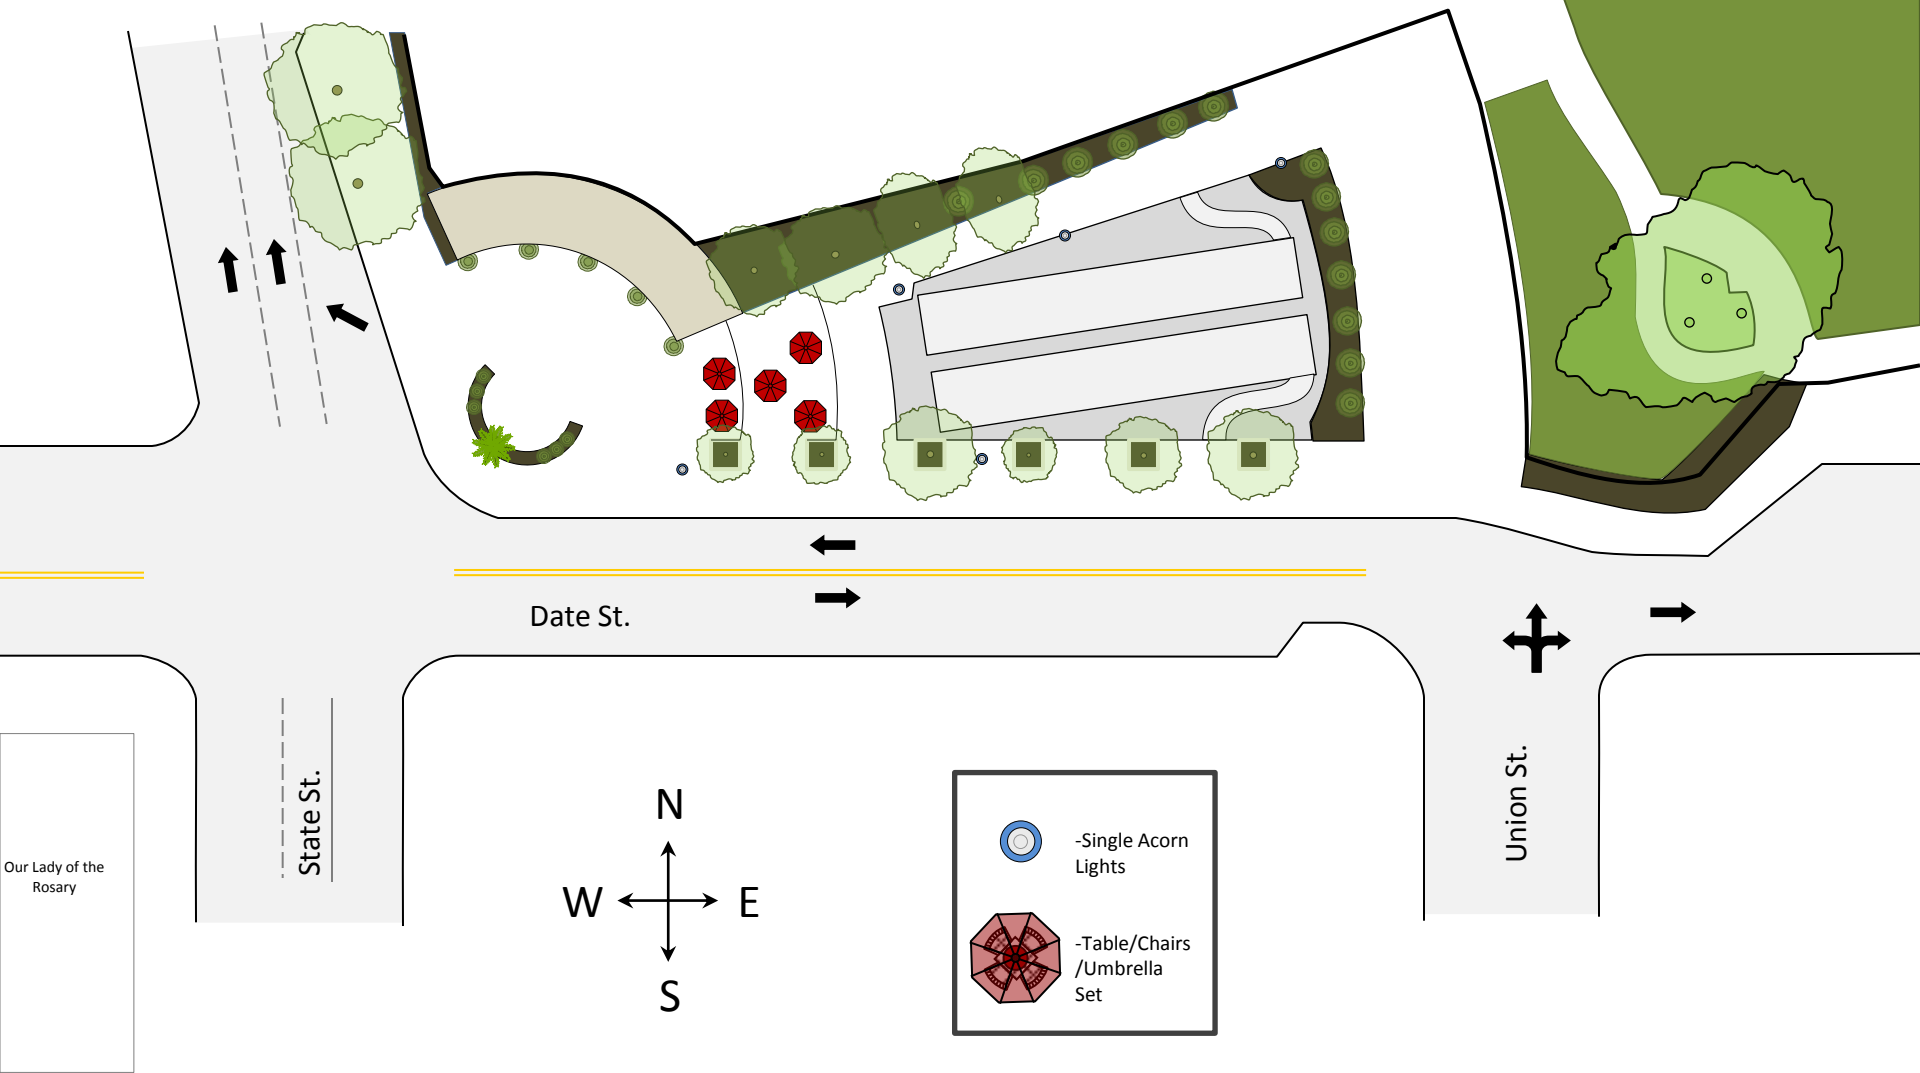 Date St.
State St.
Union St.
Our Lady of the
Rosary
N
W
E
S
-Single Acorn
Lights
-Table/Chairs
/Umbrella
Set